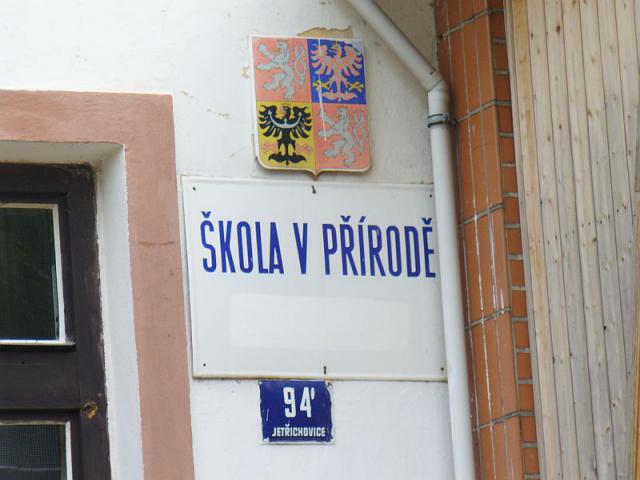 ŠKOLA V PŘÍRODĚ
94'
JETŘICHOVICE